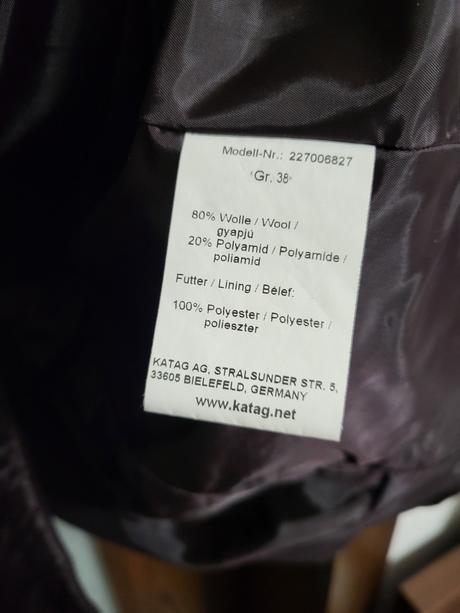 Modell-Nr.: 227006827
Gr. 38
80% Wolle / Wool /
gyapjú
20% Polyamid / Polyamide /
poliamid
Futter / Lining / Bélef:
100% Polyester / Polyester /
polieszter
KATAG AG, STRALSUNDER STR. 5,
33605 BIELEFELD, GERMANY
www.katag.net